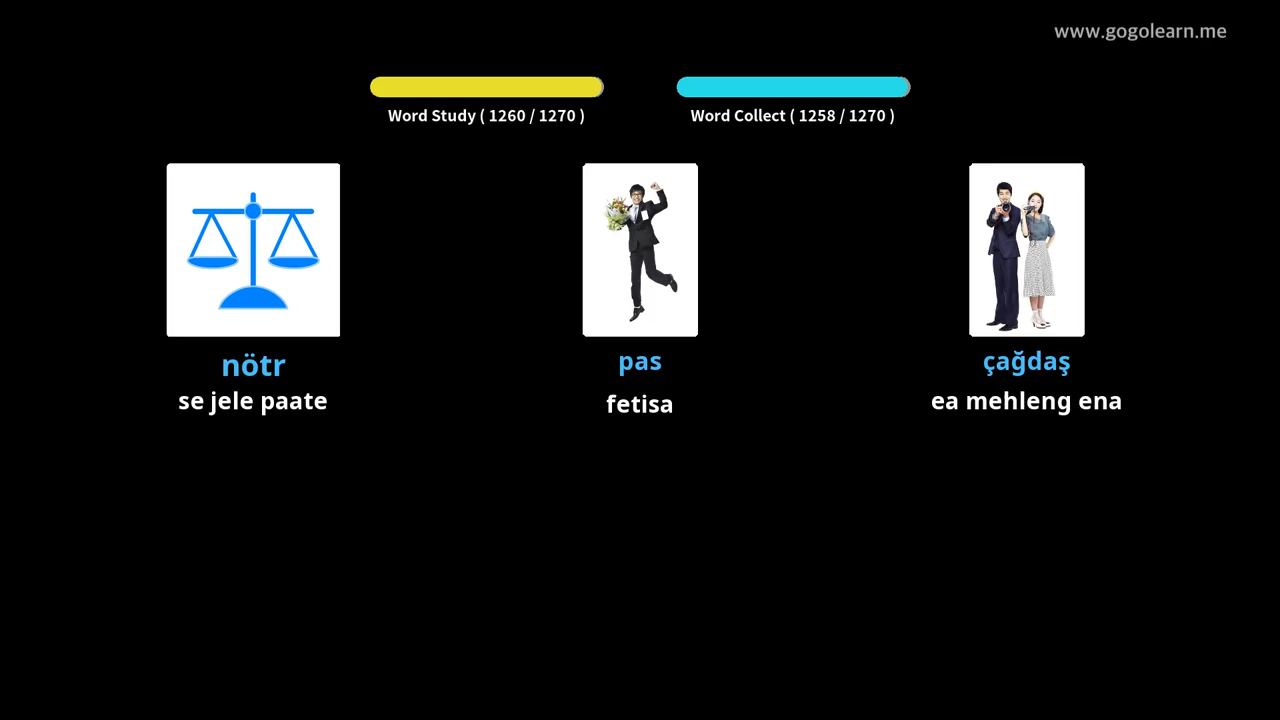 www.gogolearn.me
Word Study ( 1260 / 1270 )
Word Collect ( 1258 / 1270 )
nötr
se jele paate
pas
fetisa
çağdaş
ea mehleng ena